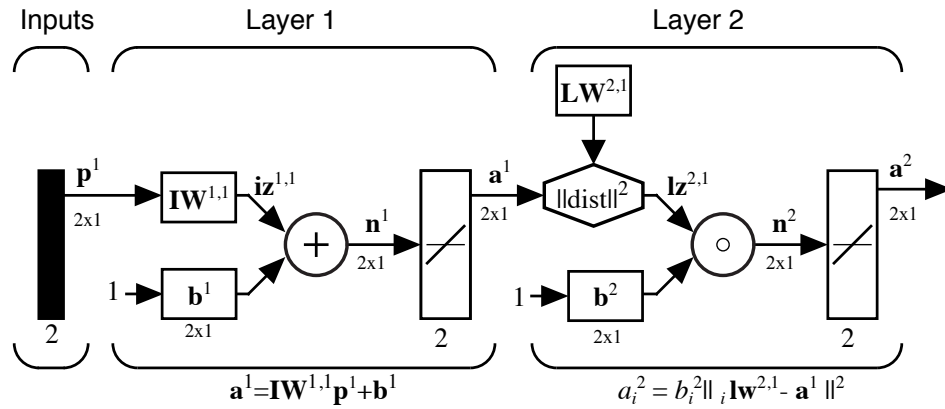 Inputs Layer 1 Layer 2
LW²,¹
p¹ iz¹,¹ a¹ lz²,¹ a²
IW¹,¹ ||dist||²
2x1 n¹ 2x1 n² 2x1
+ ∘
2x1 2x1
1 b¹ 1 b²
2 2x1 2 2x1 2
a¹=IW¹,¹p¹+b¹ aᵢ² = bᵢ²|| ᵢlw²,¹- a¹ ||²